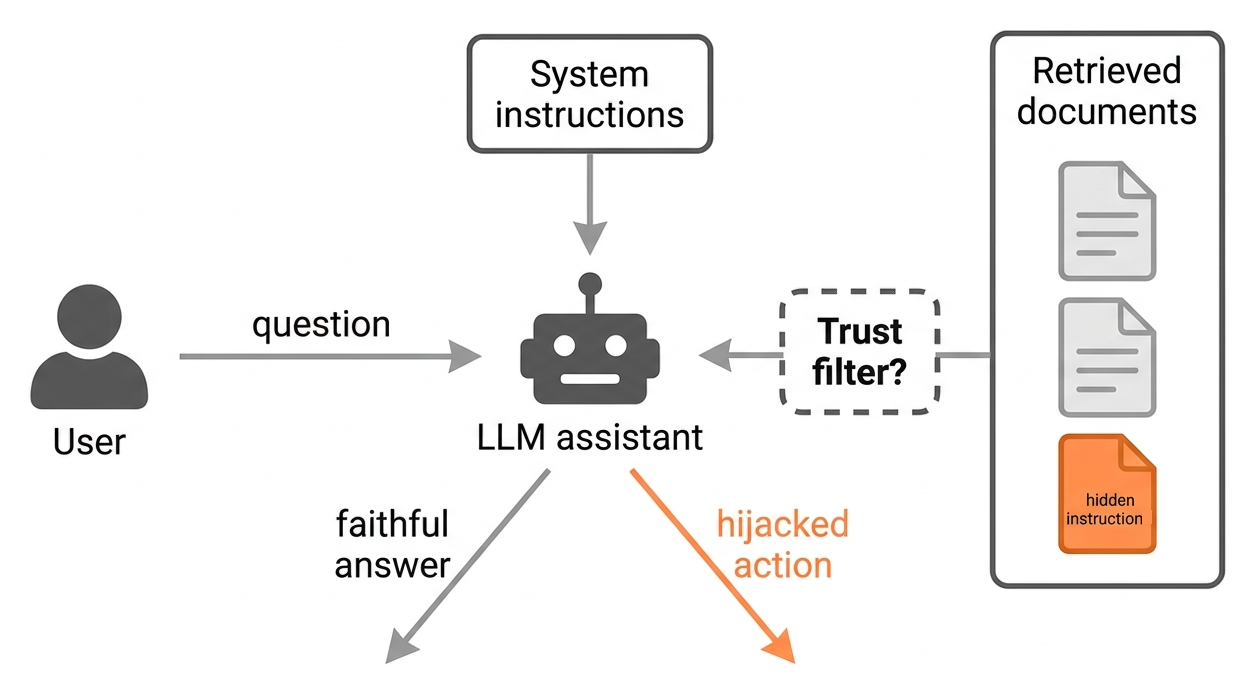 System
instructions
Retrieved
documents
question
Trust
filter?
User
LLM assistant
hidden
instruction
faithful
answer
hijacked
action